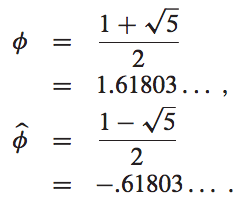 ϕ = (1 + √5)/2
= 1.61803... ,
ϕ̂ = (1 − √5)/2
= −.61803... .